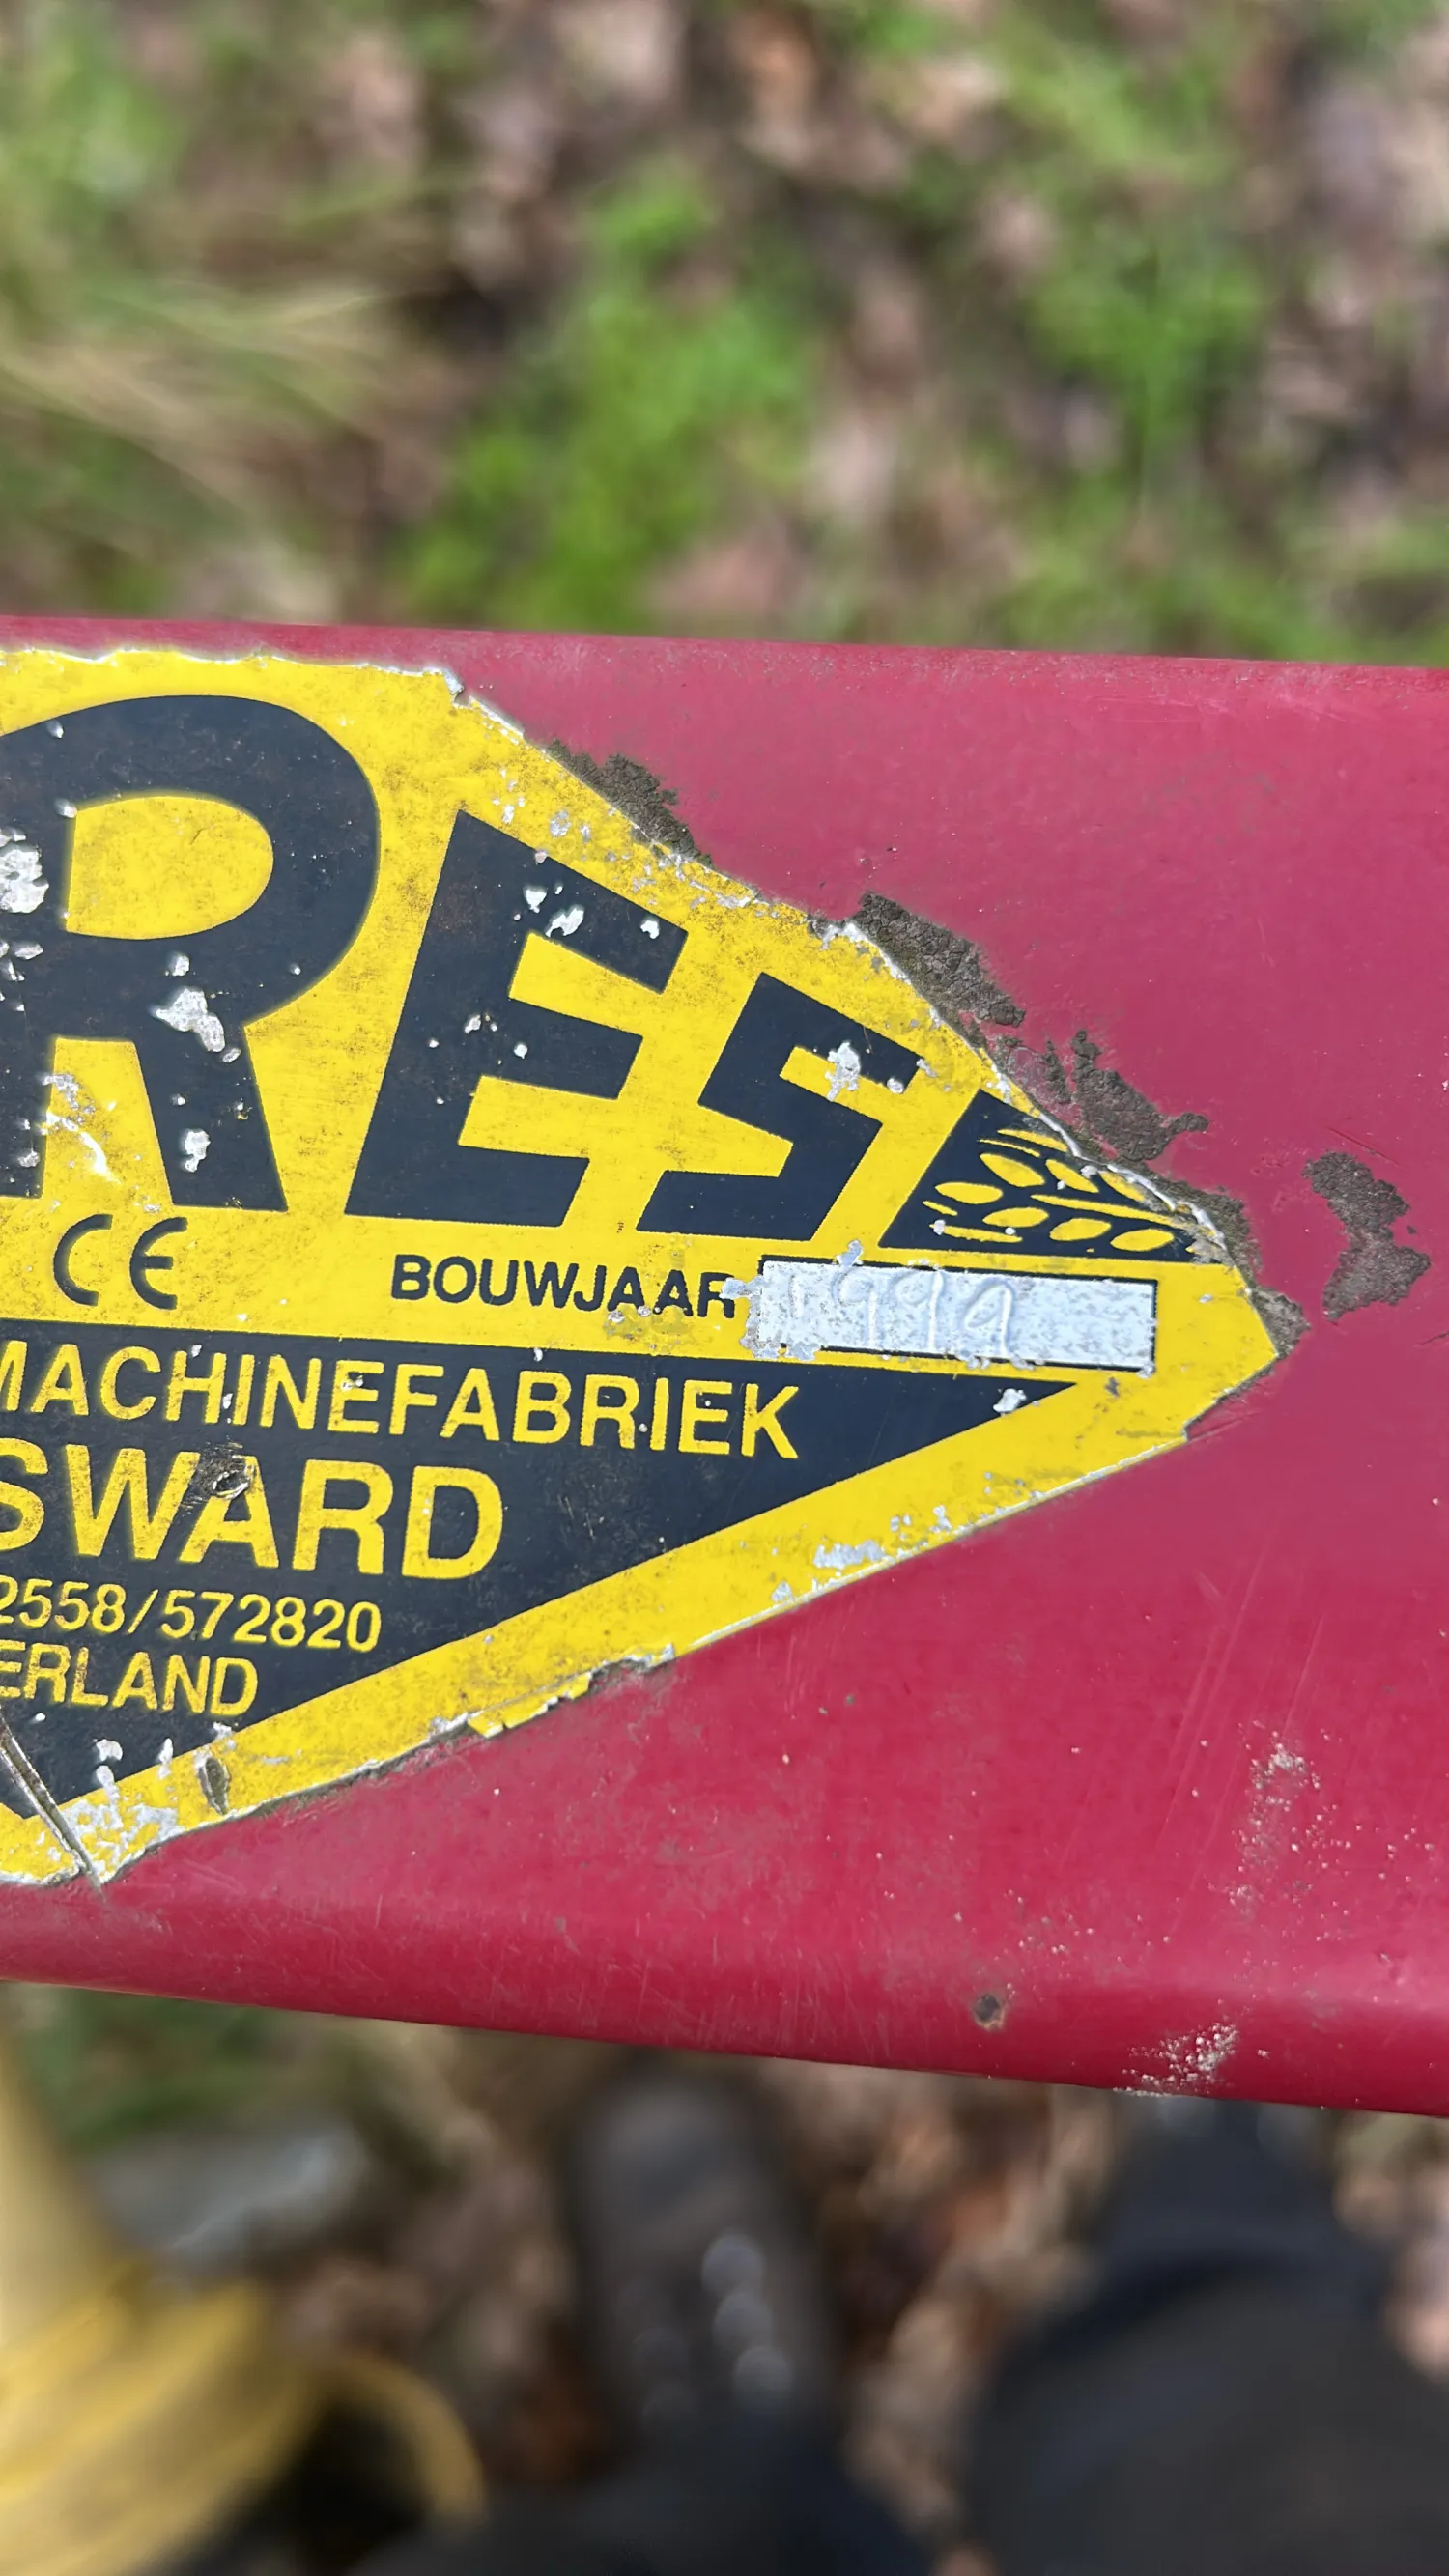 RES
CE
BOUWJAAR 1999
MACHINEFABRIEK
SWARD
2558/572820
ERLAND